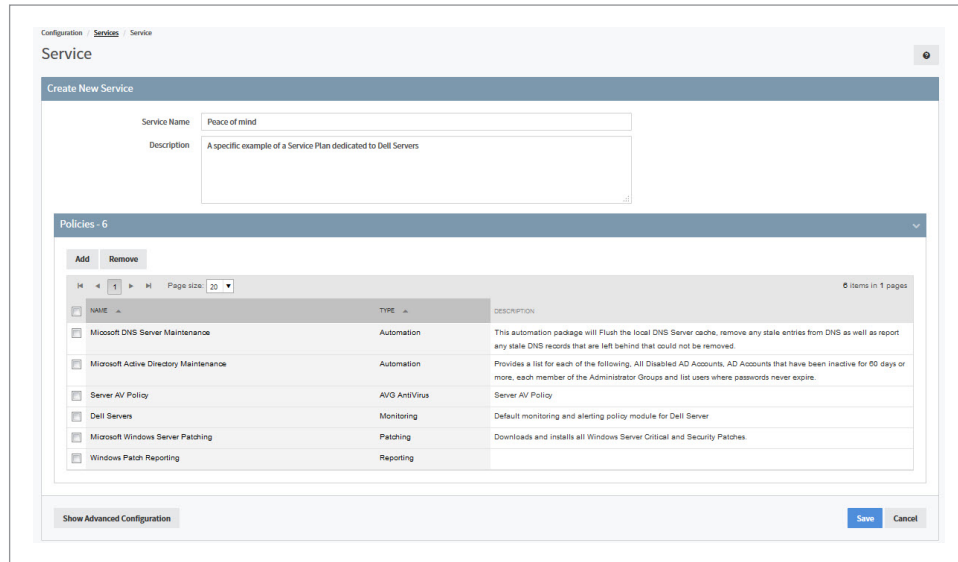 Configuration / Services / Service
Service
Create New Service
Service Name Peace of mind
Description A specific example of a Service Plan dedicated to Dell Servers
Policies - 6
Add Remove
1 Page size: 20 6 items in 1 pages
NAME TYPE DESCRIPTION
Micosoft DNS Server Maintenance Automation This automation package will Flush the local DNS Server cache, remove any stale entries from DNS as well as report
any stale DNS records that are left behind that could not be removed.
Microsoft Active Directory Maintenance Automation Provides a list for each of the following, All Disabled AD Accounts, AD Accounts that have been inactive for 60 days or
more, each member of the Administrator Groups and list users where passwords never expire.
Server AV Policy AVG AntiVirus Server AV Policy
Dell Servers Monitoring Default monitoring and alerting policy module for Dell Server
Microsoft Windows Server Patching Patching Downloads and installs all Windows Server Critical and Security Patches.
Windows Patch Reporting Reporting
Show Advanced Configuration Save Cancel